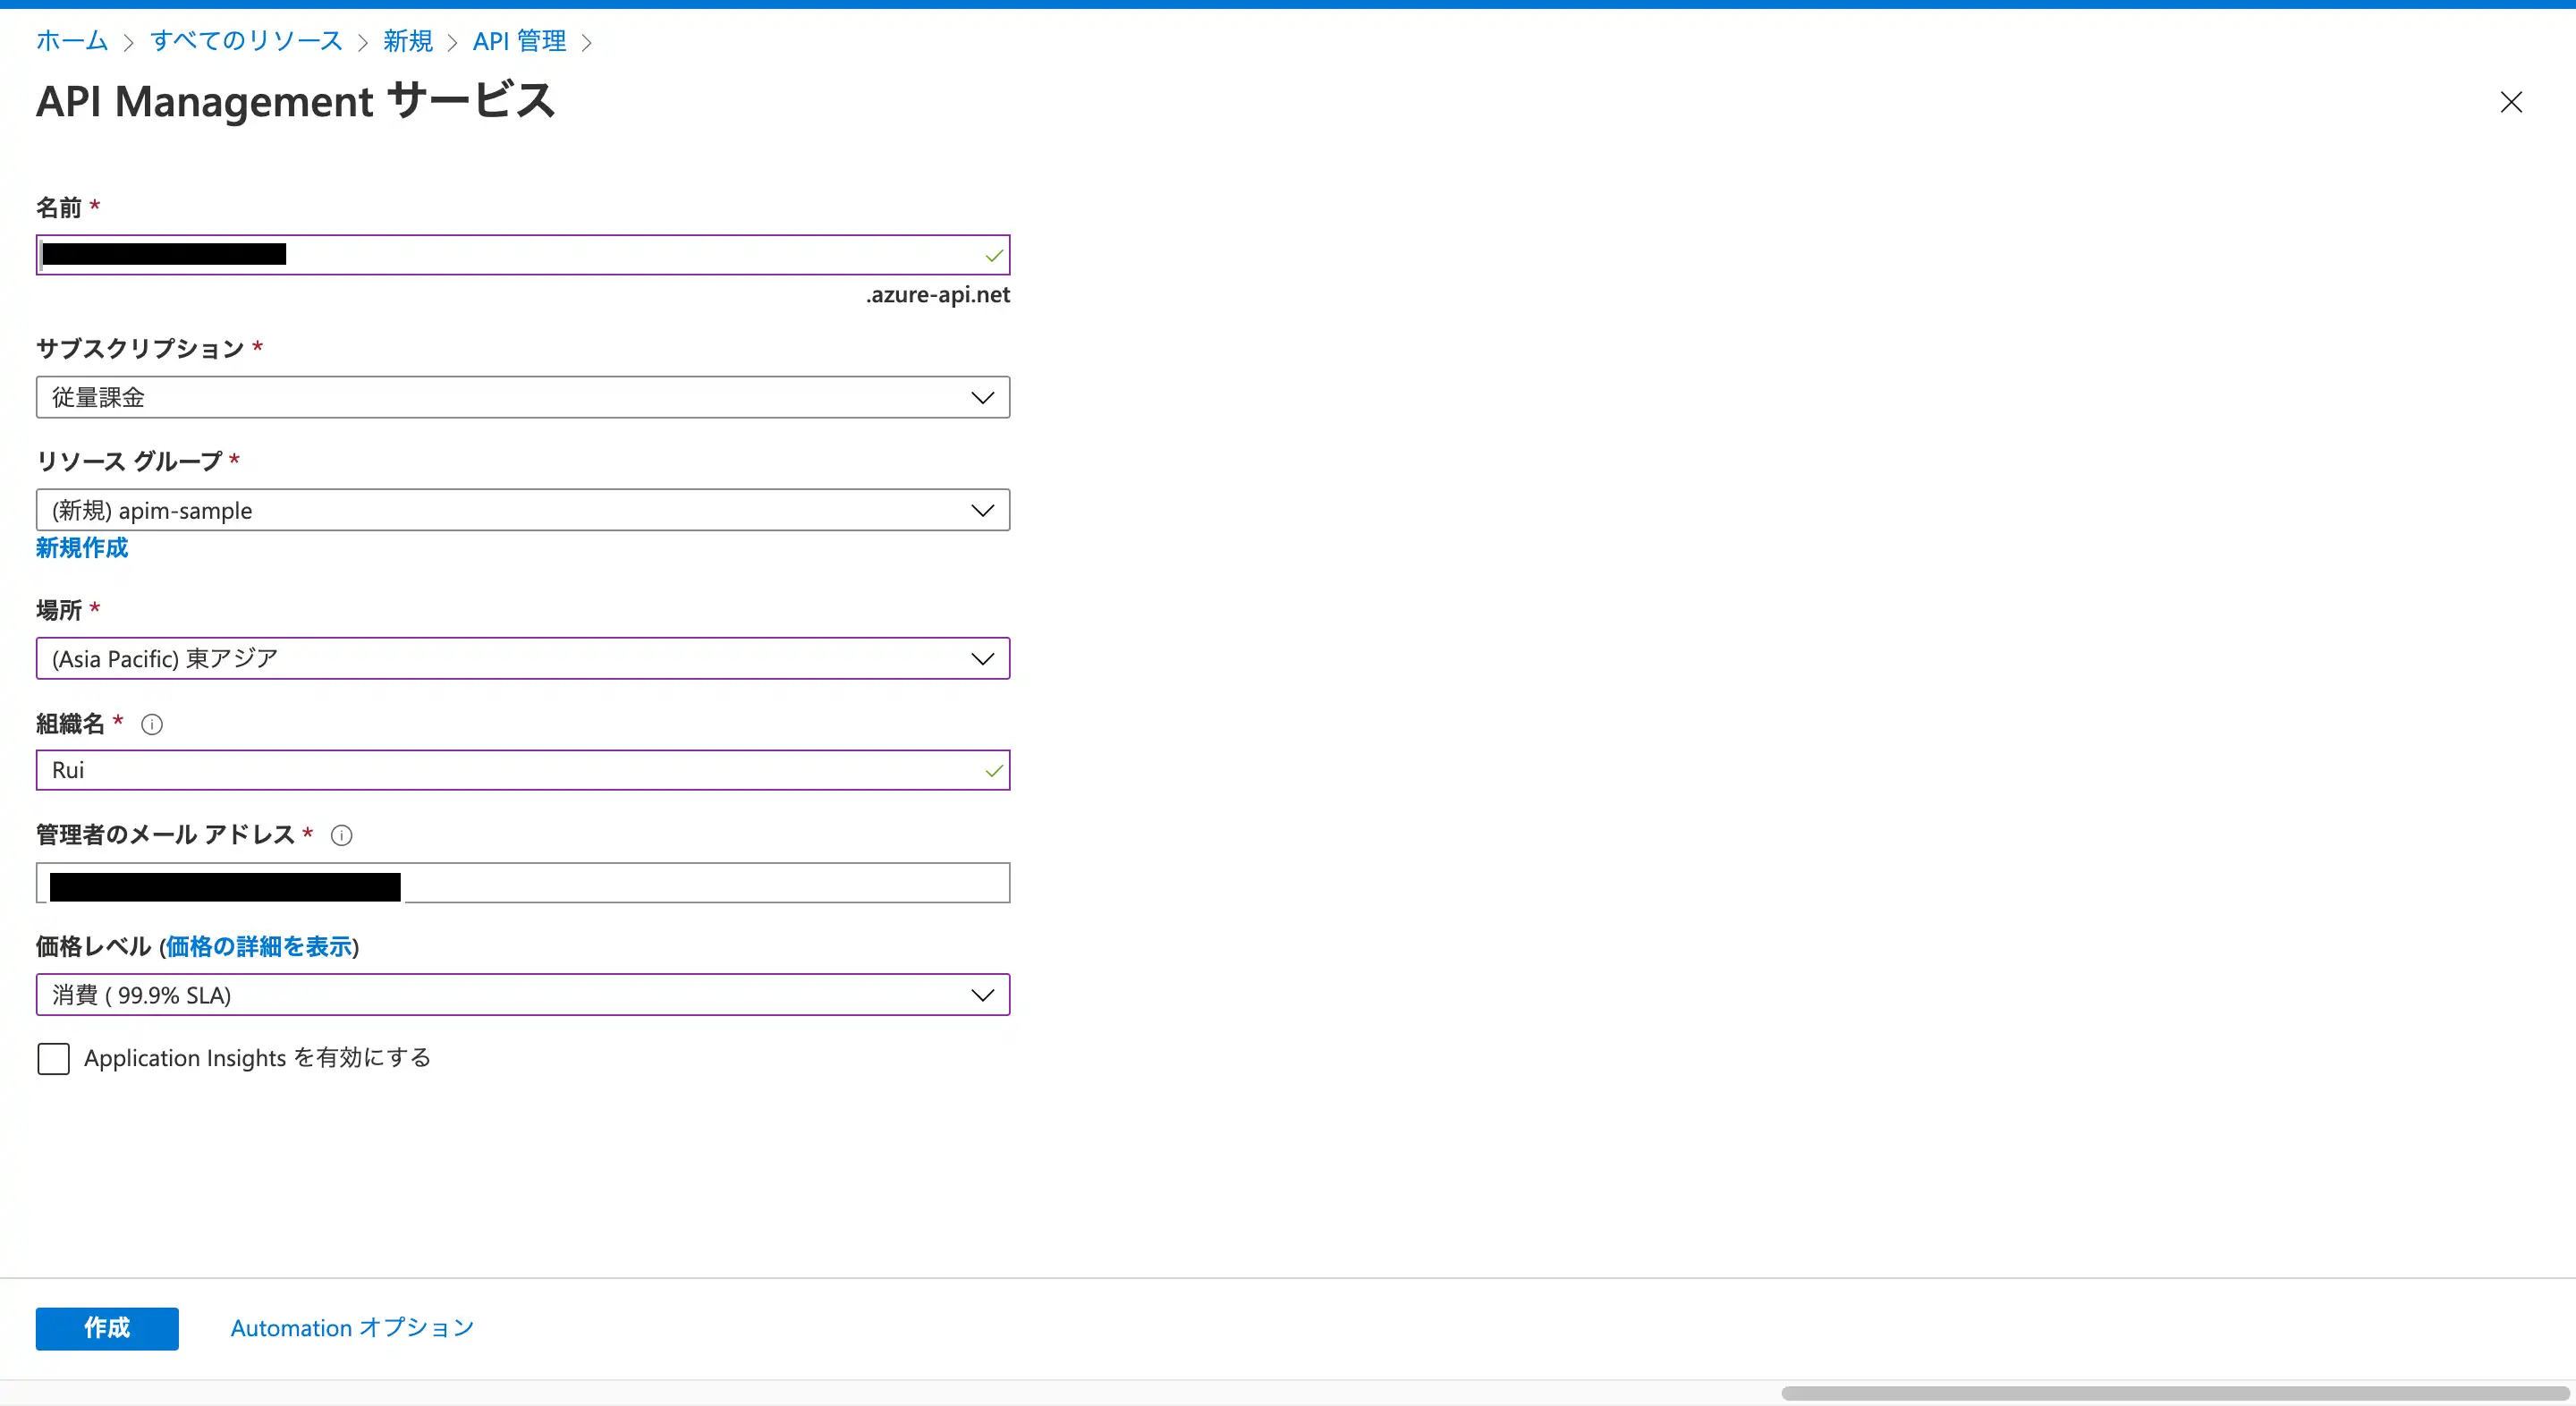 ホーム > すべてのリソース > 新規 > API 管理 >
API Management サービス
名前 *
.azure-api.net
サブスクリプション *
従量課金
リソース グループ *
(新規) apim-sample
新規作成
場所 *
(Asia Pacific) 東アジア
組織名 *
Rui
管理者のメール アドレス *
価格レベル (価格の詳細を表示)
消費 ( 99.9% SLA)
Application Insights を有効にする
作成
Automation オプション